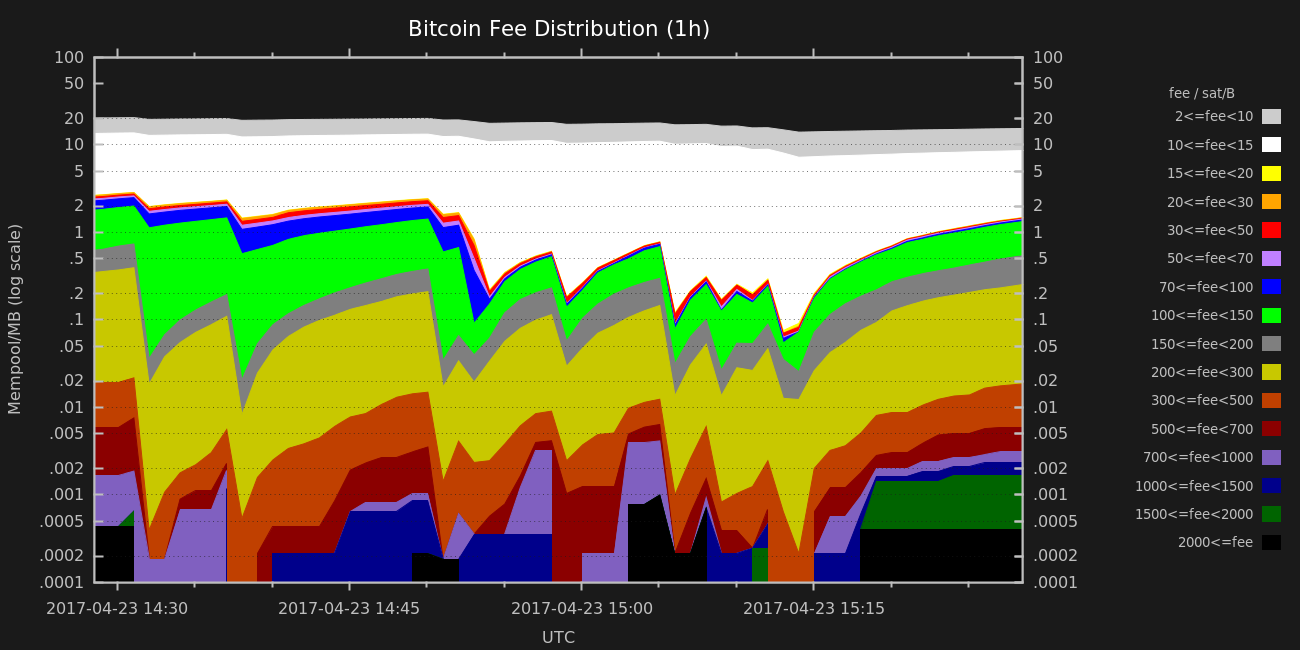 Bitcoin Fee Distribution (1h)
Mempool/MB (log scale)
100
50
20
10
5
2
1
.5
.2
.1
.05
.02
.01
.005
.002
.001
.0005
.0002
.0001
100
50
20
10
5
2
1
.5
.2
.1
.05
.02
.01
.005
.002
.001
.0005
.0002
.0001
2017-04-23 14:30
2017-04-23 14:45
2017-04-23 15:00
2017-04-23 15:15
UTC
fee / sat/B
2<=fee<10
10<=fee<15
15<=fee<20
20<=fee<30
30<=fee<50
50<=fee<70
70<=fee<100
100<=fee<150
150<=fee<200
200<=fee<300
300<=fee<500
500<=fee<700
700<=fee<1000
1000<=fee<1500
1500<=fee<2000
2000<=fee